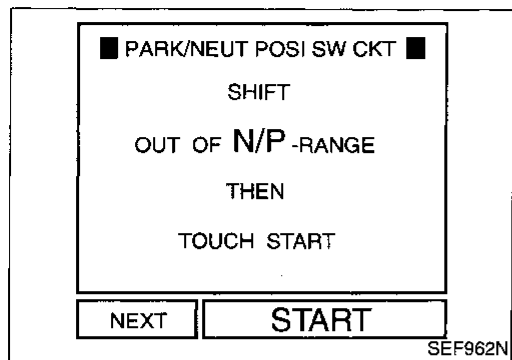 ■ PARK/NEUT POSI SW CKT ■
SHIFT
OUT OF N/P -RANGE
THEN
TOUCH START
NEXT START
SEF962N